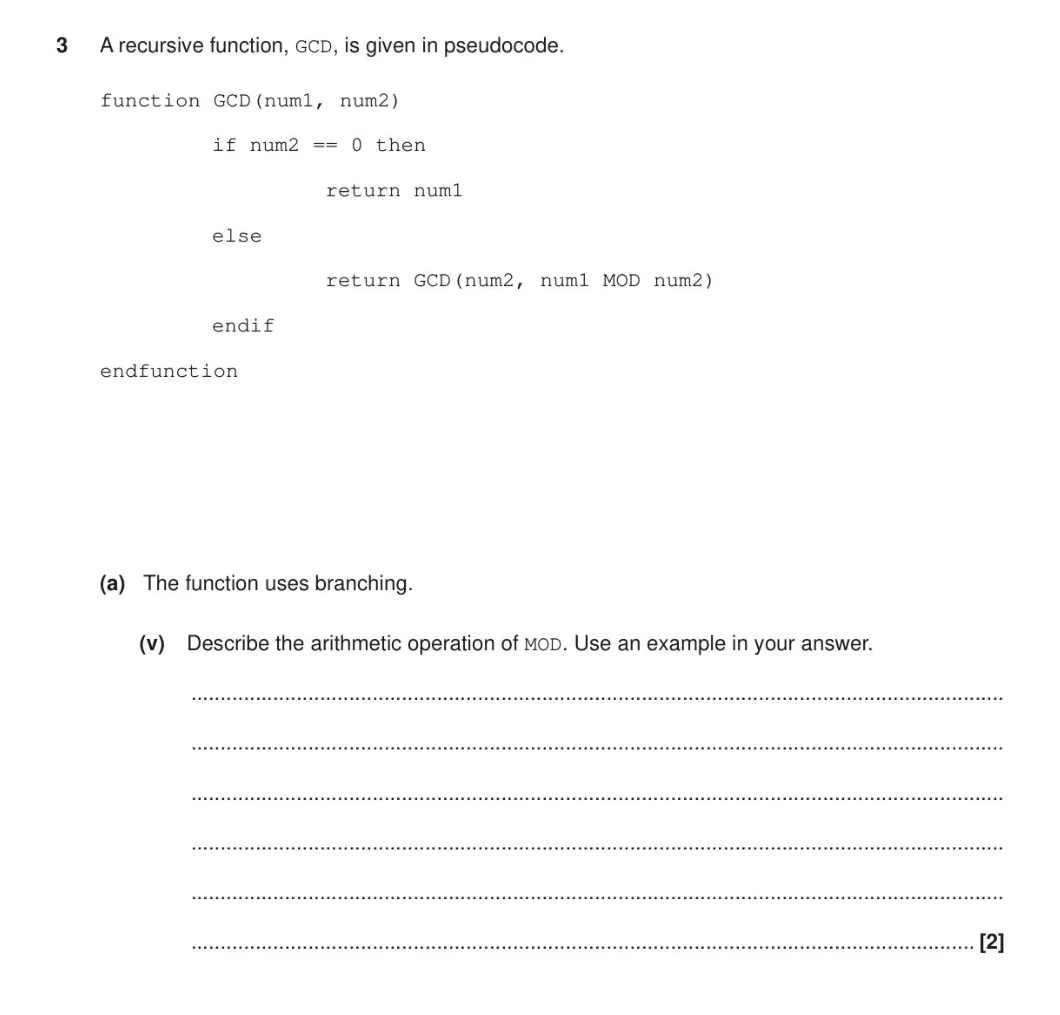 3 A recursive function, GCD, is given in pseudocode.
function GCD(num1, num2)
if num2 == 0 then
return num1
else
return GCD(num2, num1 MOD num2)
endif
endfunction
(a) The function uses branching.
(v) Describe the arithmetic operation of MOD. Use an example in your answer.
[2]